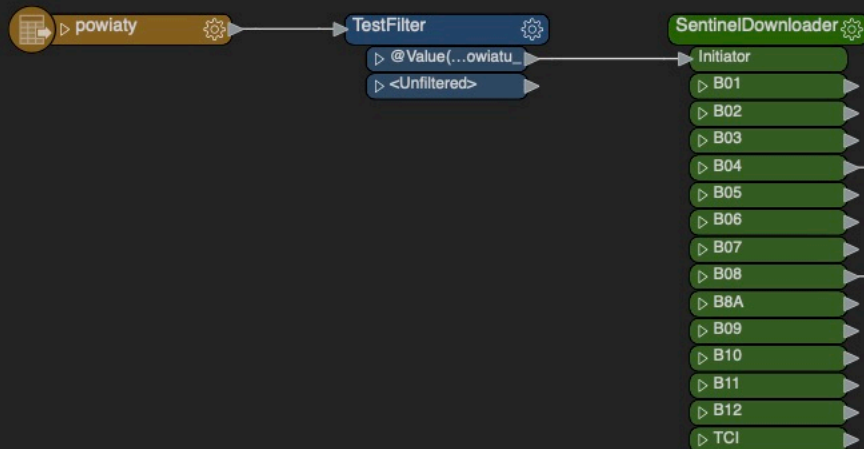 powiaty
TestFilter
@Value(...owiatu_
<Unfiltered>
SentinelDownloader
Initiator
B01
B02
B03
B04
B05
B06
B07
B08
B8A
B09
B10
B11
B12
TCI